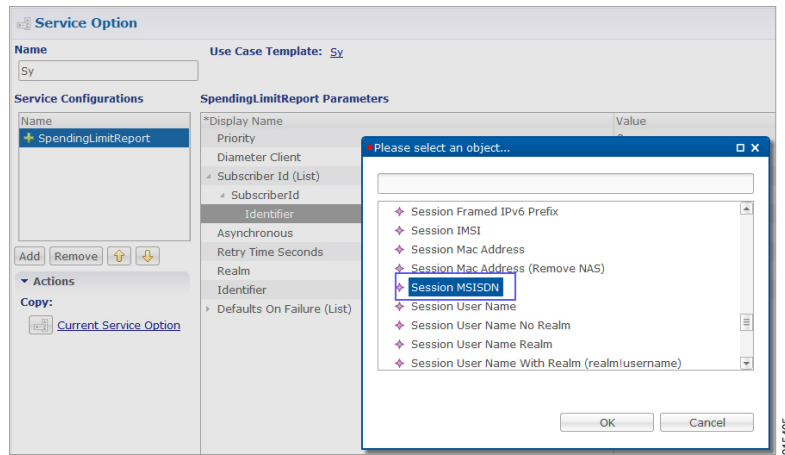 Service Option
Name
Use Case Template: Sy
Sy
Service Configurations
SpendingLimitReport Parameters
Name
*Display Name
Value
SpendingLimitReport
Priority
Diameter Client
Subscriber Id (List)
SubscriberId
Identifier
Asynchronous
Retry Time Seconds
Realm
Identifier
Defaults On Failure (List)
Add
Remove
Actions
Copy:
Current Service Option
Please select an object...
Session Framed IPv6 Prefix
Session IMSI
Session Mac Address
Session Mac Address (Remove NAS)
Session MSISDN
Session User Name
Session User Name No Realm
Session User Name Realm
Session User Name With Realm (realm!username)
OK
Cancel